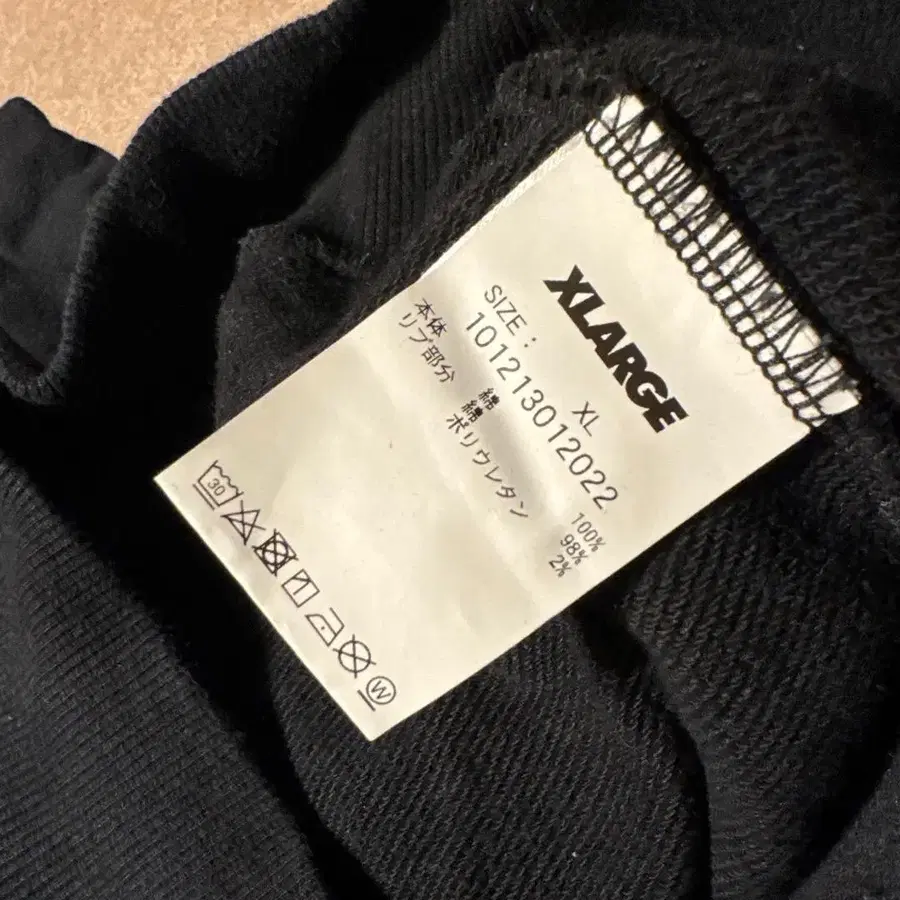 XLARGE
SIZE : XL
101213012022
本体 綿 100%
リブ部分 綿 98%
ポリウレタン 2%
30
W